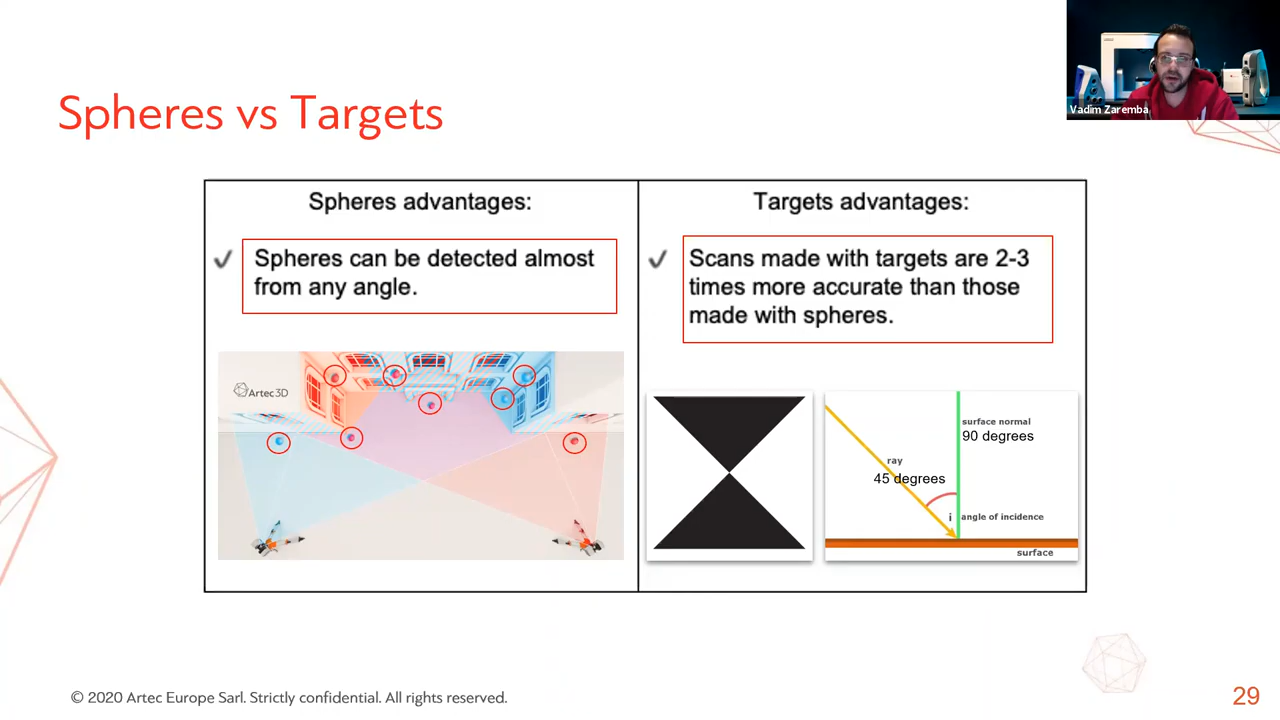 Vadim Zaremba
Spheres vs Targets
Spheres advantages:
Spheres can be detected almost
from any angle.
Artec3D
Targets advantages:
Scans made with targets are 2-3
times more accurate than those
made with spheres.
surface normal
90 degrees
ray
45 degrees
i
angle of incidence
surface
© 2020 Artec Europe Sarl. Strictly confidential. All rights reserved.
29